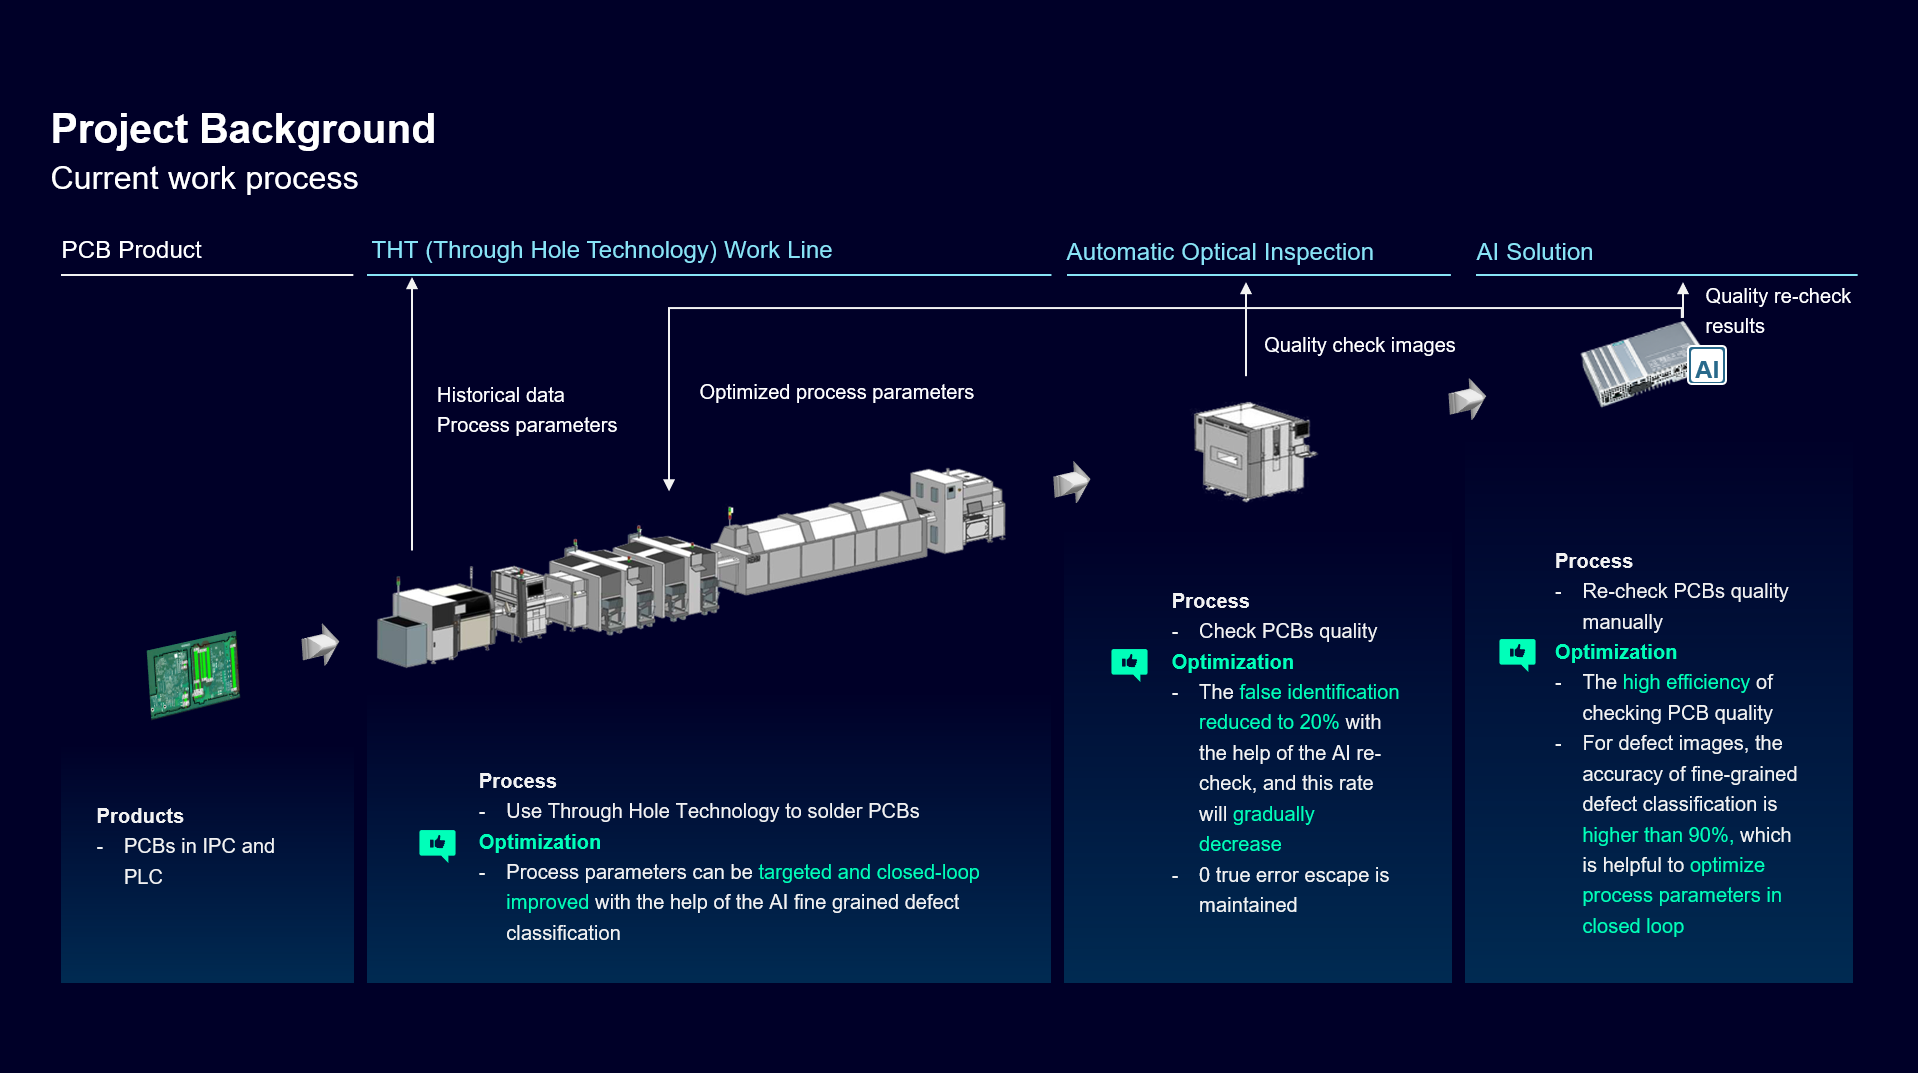 Project Background
Current work process
PCB Product
THT (Through Hole Technology) Work Line
Automatic Optical Inspection
AI Solution
Quality re-check
results
Quality check images
AI
Historical data
Process parameters
Optimized process parameters
Products
- PCBs in IPC and
PLC
Process
- Use Through Hole Technology to solder PCBs
Optimization
- Process parameters can be targeted and closed-loop
improved with the help of the AI fine grained defect
classification
Process
- Check PCBs quality
Optimization
- The false identification
reduced to 20% with
the help of the AI re-
check, and this rate
will gradually
decrease
- 0 true error escape is
maintained
Process
- Re-check PCBs quality
manually
Optimization
- The high efficiency of
checking PCB quality
- For defect images, the
accuracy of fine-grained
defect classification is
higher than 90%, which
is helpful to optimize
process parameters in
closed loop